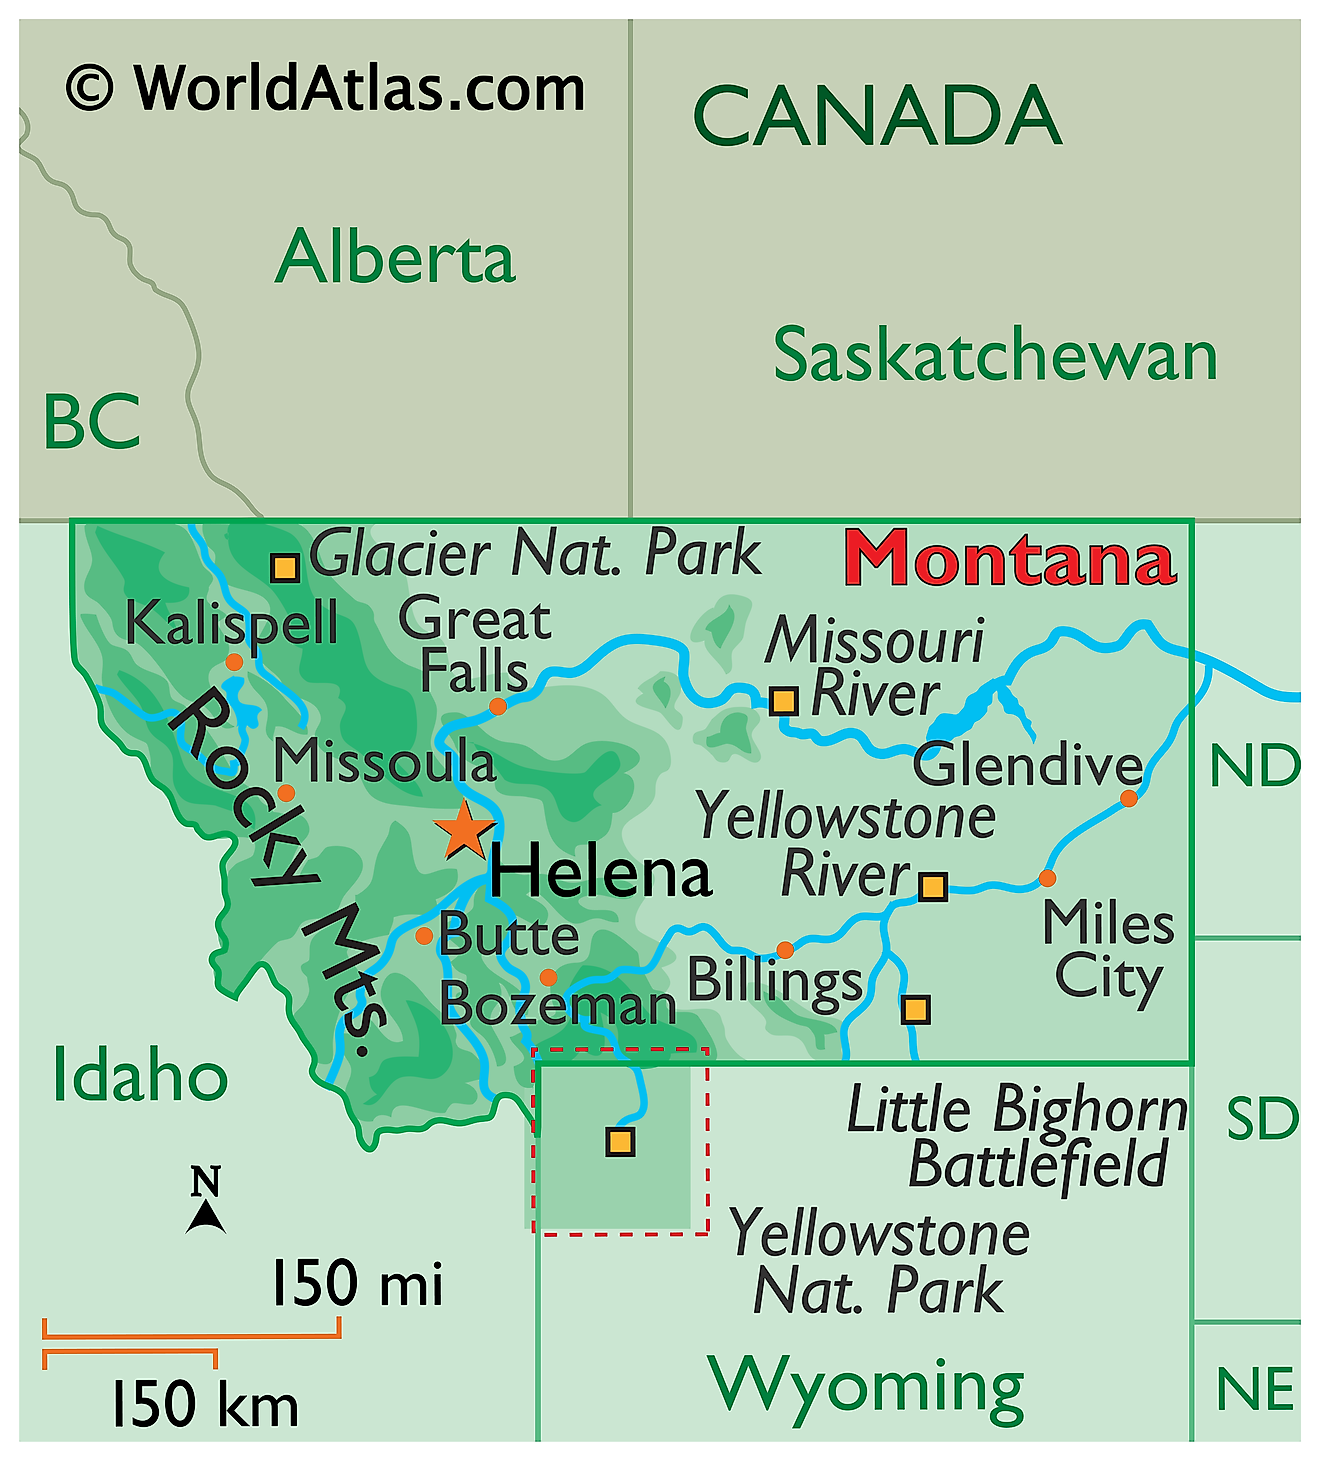 © WorldAtlas.com
CANADA
Alberta
Saskatchewan
BC
Glacier Nat. Park
Montana
Kalispell
Great
Falls
Missouri
River
Rocky Mts.
Missoula
Glendive
ND
Yellowstone
River
Helena
Butte
Miles
City
Billings
Bozeman
Idaho
Little Bighorn
Battlefield
SD
N
Yellowstone
Nat. Park
150 mi
Wyoming
NE
150 km